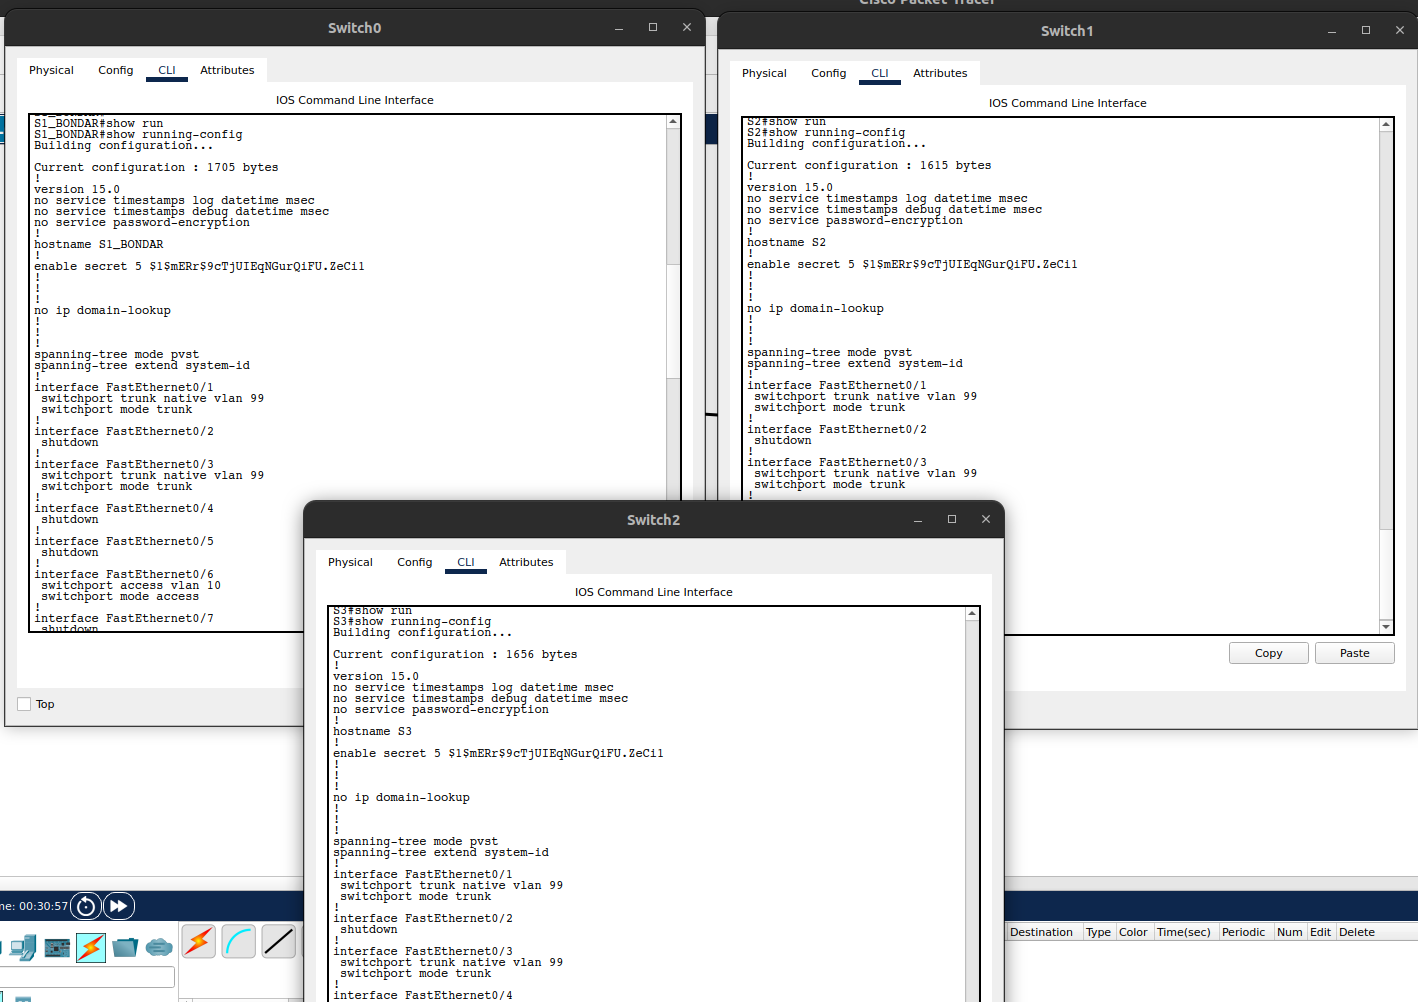 Cisco Packet Tracer
Switch0
Physical
Config
CLI
Attributes
IOS Command Line Interface
S1_BONDAR#show run
S1_BONDAR#show running-config
Building configuration...
Current configuration : 1705 bytes
!
version 15.0
no service timestamps log datetime msec
no service timestamps debug datetime msec
no service password-encryption
!
hostname S1_BONDAR
!
enable secret 5 $1$mERr$9cTjUIEqNGurQiFU.ZeCi1
!
!
!
no ip domain-lookup
!
!
!
spanning-tree mode pvst
spanning-tree extend system-id
!
interface FastEthernet0/1
switchport trunk native vlan 99
switchport mode trunk
!
interface FastEthernet0/2
shutdown
!
interface FastEthernet0/3
switchport trunk native vlan 99
switchport mode trunk
!
interface FastEthernet0/4
shutdown
!
interface FastEthernet0/5
shutdown
!
interface FastEthernet0/6
switchport access vlan 10
switchport mode access
!
interface FastEthernet0/7
shutdown
Top
Switch1
Physical
Config
CLI
Attributes
IOS Command Line Interface
S2#show run
S2#show running-config
Building configuration...
Current configuration : 1615 bytes
!
version 15.0
no service timestamps log datetime msec
no service timestamps debug datetime msec
no service password-encryption
!
hostname S2
!
enable secret 5 $1$mERr$9cTjUIEqNGurQiFU.ZeCi1
!
!
!
no ip domain-lookup
!
!
!
spanning-tree mode pvst
spanning-tree extend system-id
!
interface FastEthernet0/1
switchport trunk native vlan 99
switchport mode trunk
!
interface FastEthernet0/2
shutdown
!
interface FastEthernet0/3
switchport trunk native vlan 99
switchport mode trunk
!
Copy
Paste
Switch2
Physical
Config
CLI
Attributes
IOS Command Line Interface
S3#show run
S3#show running-config
Building configuration...
Current configuration : 1656 bytes
!
version 15.0
no service timestamps log datetime msec
no service timestamps debug datetime msec
no service password-encryption
!
hostname S3
!
enable secret 5 $1$mERr$9cTjUIEqNGurQiFU.ZeCi1
!
!
!
no ip domain-lookup
!
!
!
spanning-tree mode pvst
spanning-tree extend system-id
!
interface FastEthernet0/1
switchport trunk native vlan 99
switchport mode trunk
!
interface FastEthernet0/2
shutdown
!
interface FastEthernet0/3
switchport trunk native vlan 99
switchport mode trunk
!
interface FastEthernet0/4
ne: 00:30:57
Destination Type Color Time(sec) Periodic Num Edit Delete